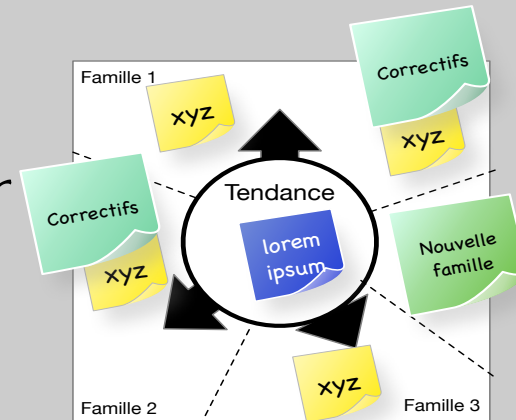 Famille 1
Correctifs
xyz
xyz
Tendance
Correctifs
lorem
ipsum
Nouvelle
famille
xyz
xyz
Famille 2
Famille 3